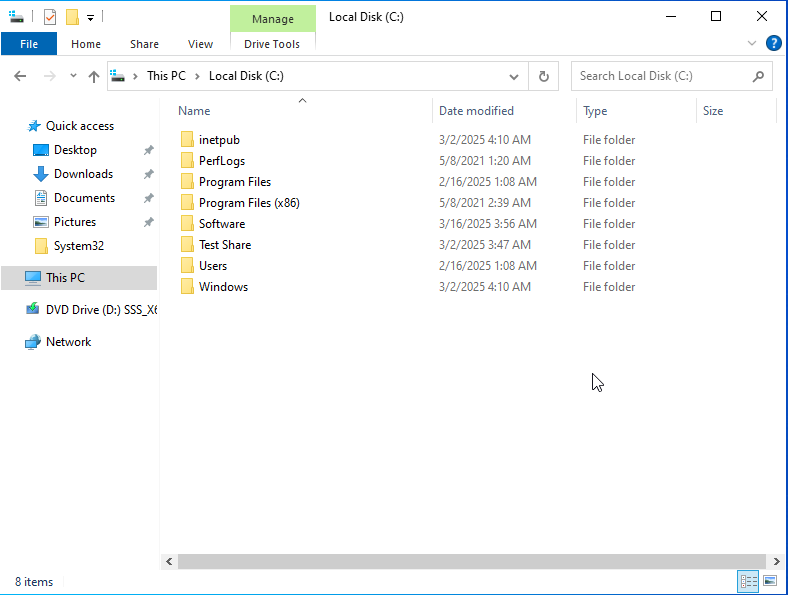 Manage
Local Disk (C:)
File
Home
Share
View
Drive Tools
This PC
Local Disk (C:)
Search Local Disk (C:)
Name
Date modified
Type
Size
Quick access
Desktop
Downloads
Documents
Pictures
System32
This PC
DVD Drive (D:) SSS_X6
Network
inetpub 3/2/2025 4:10 AM File folder
PerfLogs 5/8/2021 1:20 AM File folder
Program Files 2/16/2025 1:08 AM File folder
Program Files (x86) 5/8/2021 2:39 AM File folder
Software 3/16/2025 3:56 AM File folder
Test Share 3/2/2025 3:47 AM File folder
Users 2/16/2025 1:08 AM File folder
Windows 3/2/2025 4:10 AM File folder
8 items